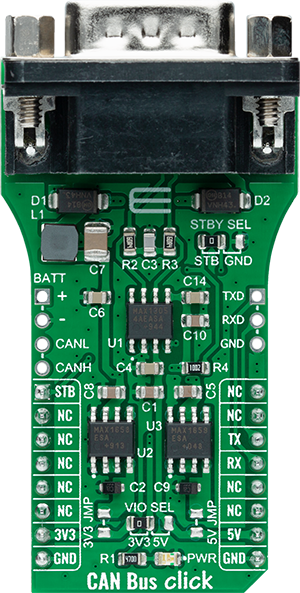 D1
D2
L1
STBY SEL
C7
R2 C3 R3
STB GND
BATT
+
-
C6
C14
TXD
C10
RXD
U1
GND
CANL
CANH
C4
R4
1002
STB
C8
C1
C5
NC
NC
NC
U3
NC
TX
U2
NC
RX
NC
C2
C9
NC
NC
NC
3V3 JMP
VIO SEL
5V JMP
3V3
3V3 5V
5V
GND
R1
4700
PWR
GND
CAN Bus click